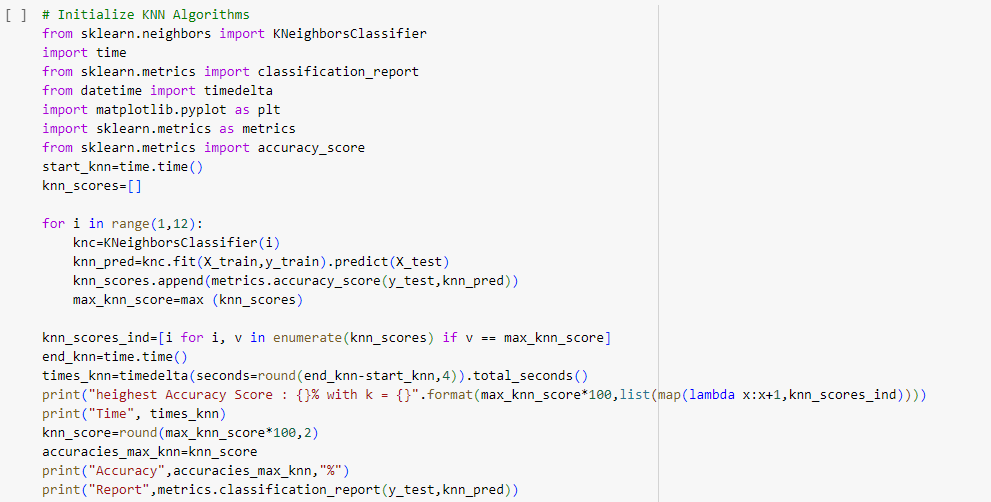 [ ] # Initialize KNN Algorithms
from sklearn.neighbors import KNeighborsClassifier
import time
from sklearn.metrics import classification_report
from datetime import timedelta
import matplotlib.pyplot as plt
import sklearn.metrics as metrics
from sklearn.metrics import accuracy_score
start_knn=time.time()
knn_scores=[]

for i in range(1,12):
    knc=KNeighborsClassifier(i)
    knn_pred=knc.fit(X_train,y_train).predict(X_test)
    knn_scores.append(metrics.accuracy_score(y_test,knn_pred))
    max_knn_score=max (knn_scores)

knn_scores_ind=[i for i, v in enumerate(knn_scores) if v == max_knn_score]
end_knn=time.time()
times_knn=timedelta(seconds=round(end_knn-start_knn,4)).total_seconds()
print("heighest Accuracy Score : {}% with k = {}".format(max_knn_score*100,list(map(lambda x:x+1,knn_scores_ind))))
print("Time", times_knn)
knn_score=round(max_knn_score*100,2)
accuracies_max_knn=knn_score
print("Accuracy",accuracies_max_knn,"%")
print("Report",metrics.classification_report(y_test,knn_pred))